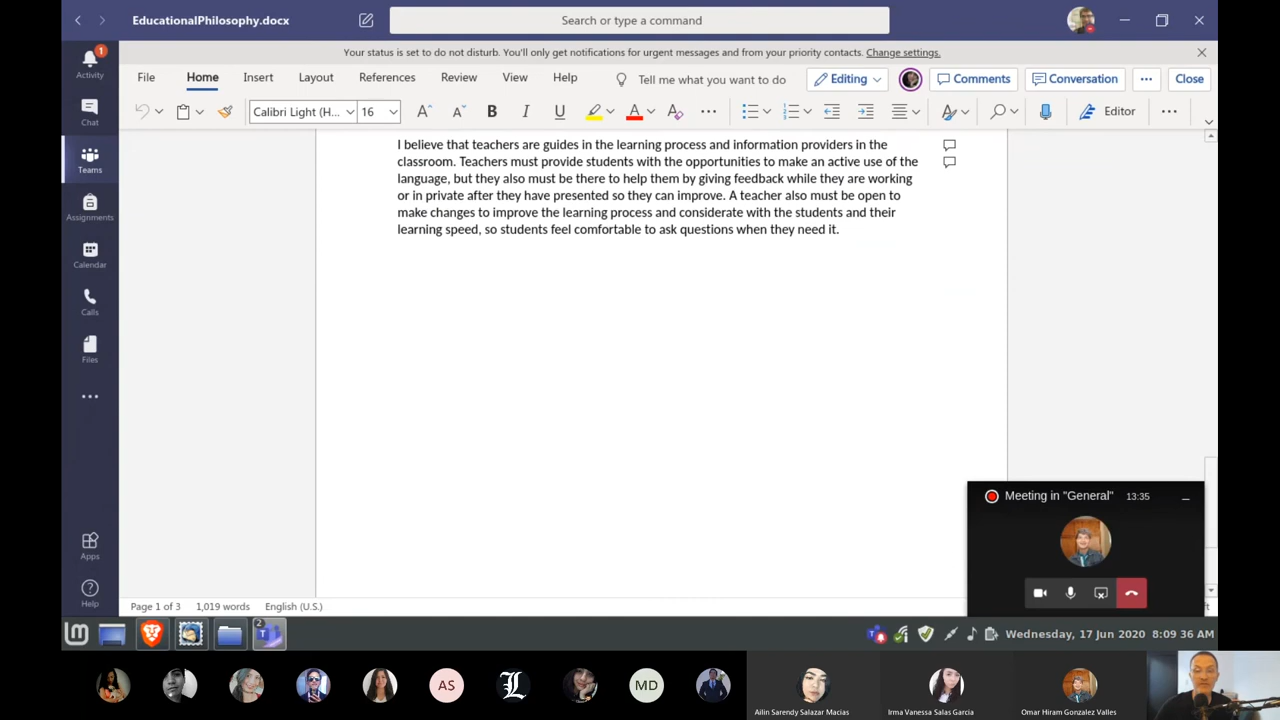 EducationalPhilosophy.docx
Search or type a command
Your status is set to do not disturb. You'll only get notifications for urgent messages and from your priority contacts. Change settings.
1
Activity
Chat
Teams
Assignments
Calendar
Calls
Files
Apps
Help
File Home Insert Layout References Review View Help Tell me what you want to do Editing Comments Conversation Close
Calibri Light (H... 16 B I U Editor
I believe that teachers are guides in the learning process and information providers in the
classroom. Teachers must provide students with the opportunities to make an active use of the
language, but they also must be there to help them by giving feedback while they are working
or in private after they have presented so they can improve. A teacher also must be open to
make changes to improve the learning process and considerate with the students and their
learning speed, so students feel comfortable to ask questions when they need it.
Meeting in "General" 13:35
Page 1 of 3 1,019 words English (U.S.)
2
Wednesday, 17 Jun 2020 8:09:36 AM
AS
L
MD
Ailin Sarendy Salazar Macias
Irma Vanessa Salas Garcia
Omar Hiram Gonzalez Valles